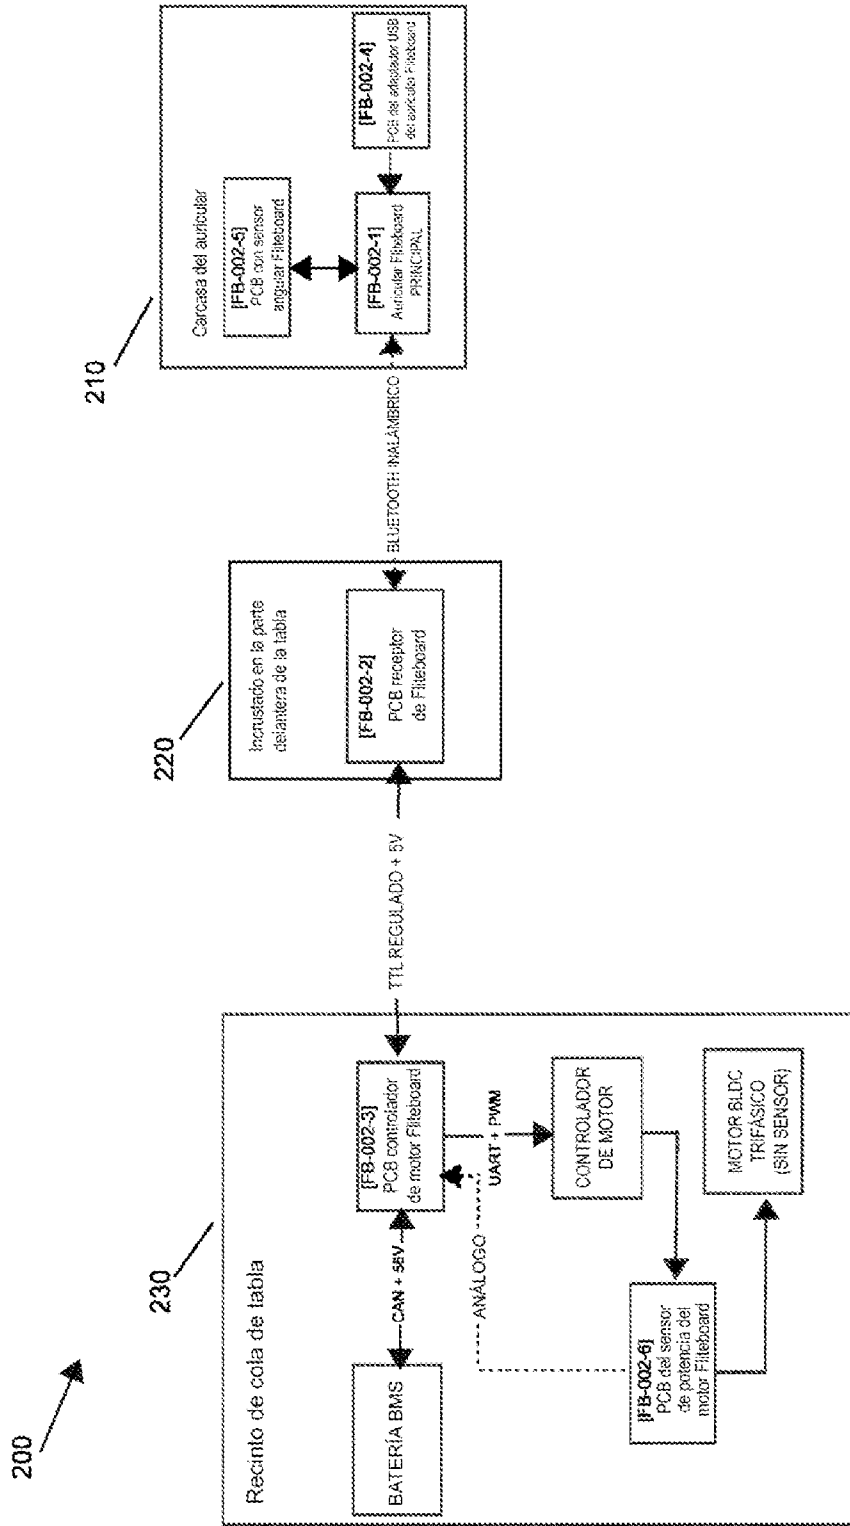 200
230
Recinto de cola de tabla
BATERÍA BMS
CAN + 56V
[FB-002-3]
PCB controlador
de motor Fliteboard
UART + PWM
ANÁLOGO
CONTROLADOR
DE MOTOR
[FB-002-6]
PCB del sensor
de potencia del
motor Fliteboard
MOTOR BLDC
TRIFÁSICO
(SIN SENSOR)
TTL REGULADO + 5V
220
Incrustado en la parte
delantera de la tabla
[FB-002-2]
PCB receptor
de Fliteboard
BLUETOOTH INALÁMBRICO
210
Carcasa del auricular
[FB-002-5]
PCB con sensor
angular Fliteboard
[FB-002-1]
Auricular Fliteboard
PRINCIPAL
[FB-002-4]
PCB del adaptador USB
del auricular Fliteboard